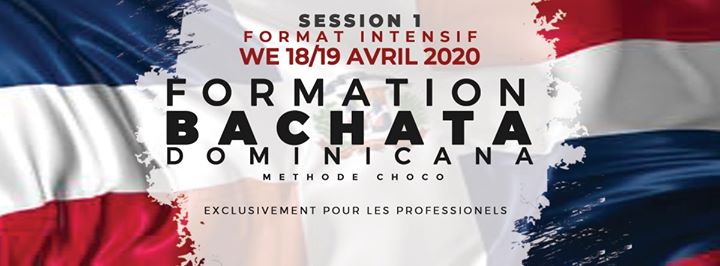 SESSION 1
FORMAT INTENSIF
WE 18/19 AVRIL 2020
FORMATION
BACHATA
DOMINICANA
METHODE CHOCO
EXCLUSIVEMENT POUR LES PROFESSIONELS